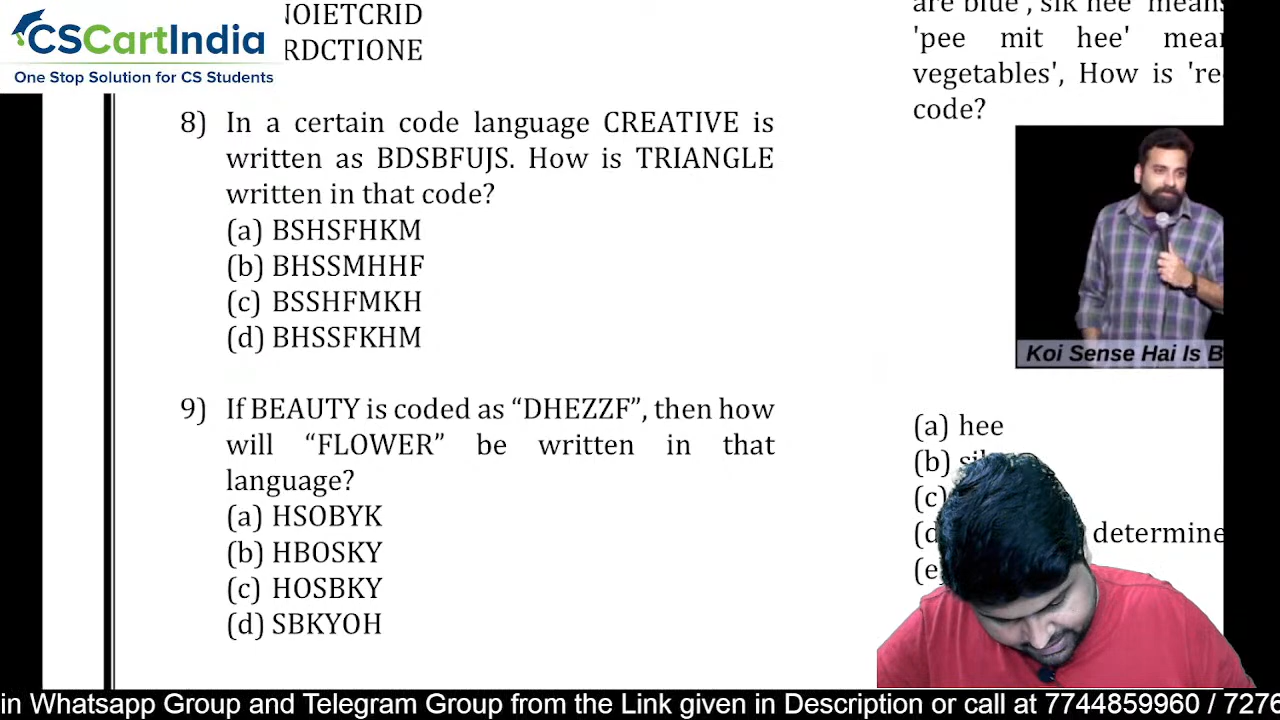 CSCartIndia
One Stop Solution for CS Students
NOIETCRID
RDCTIONE
8) In a certain code language CREATIVE is
written as BDSBFUJS. How is TRIANGLE
written in that code?
(a) BSHSFHKM
(b) BHSSMHHF
(c) BSSHFMKH
(d) BHSSFKHM
9) If BEAUTY is coded as “DHEZZF”, then how
will “FLOWER” be written in that
language?
(a) HSOBYK
(b) HBOSKY
(c) HOSBKY
(d) SBKYOH
are blue', sik hee' means
'pee mit hee'
vegetables', How is
code?
Koi Sense Hai Is
(a) hee
(b)
(c)
(d) determine
(e)
in Whatsapp Group and Telegram Group from the Link given in Description or call at 7744859960 / 7276